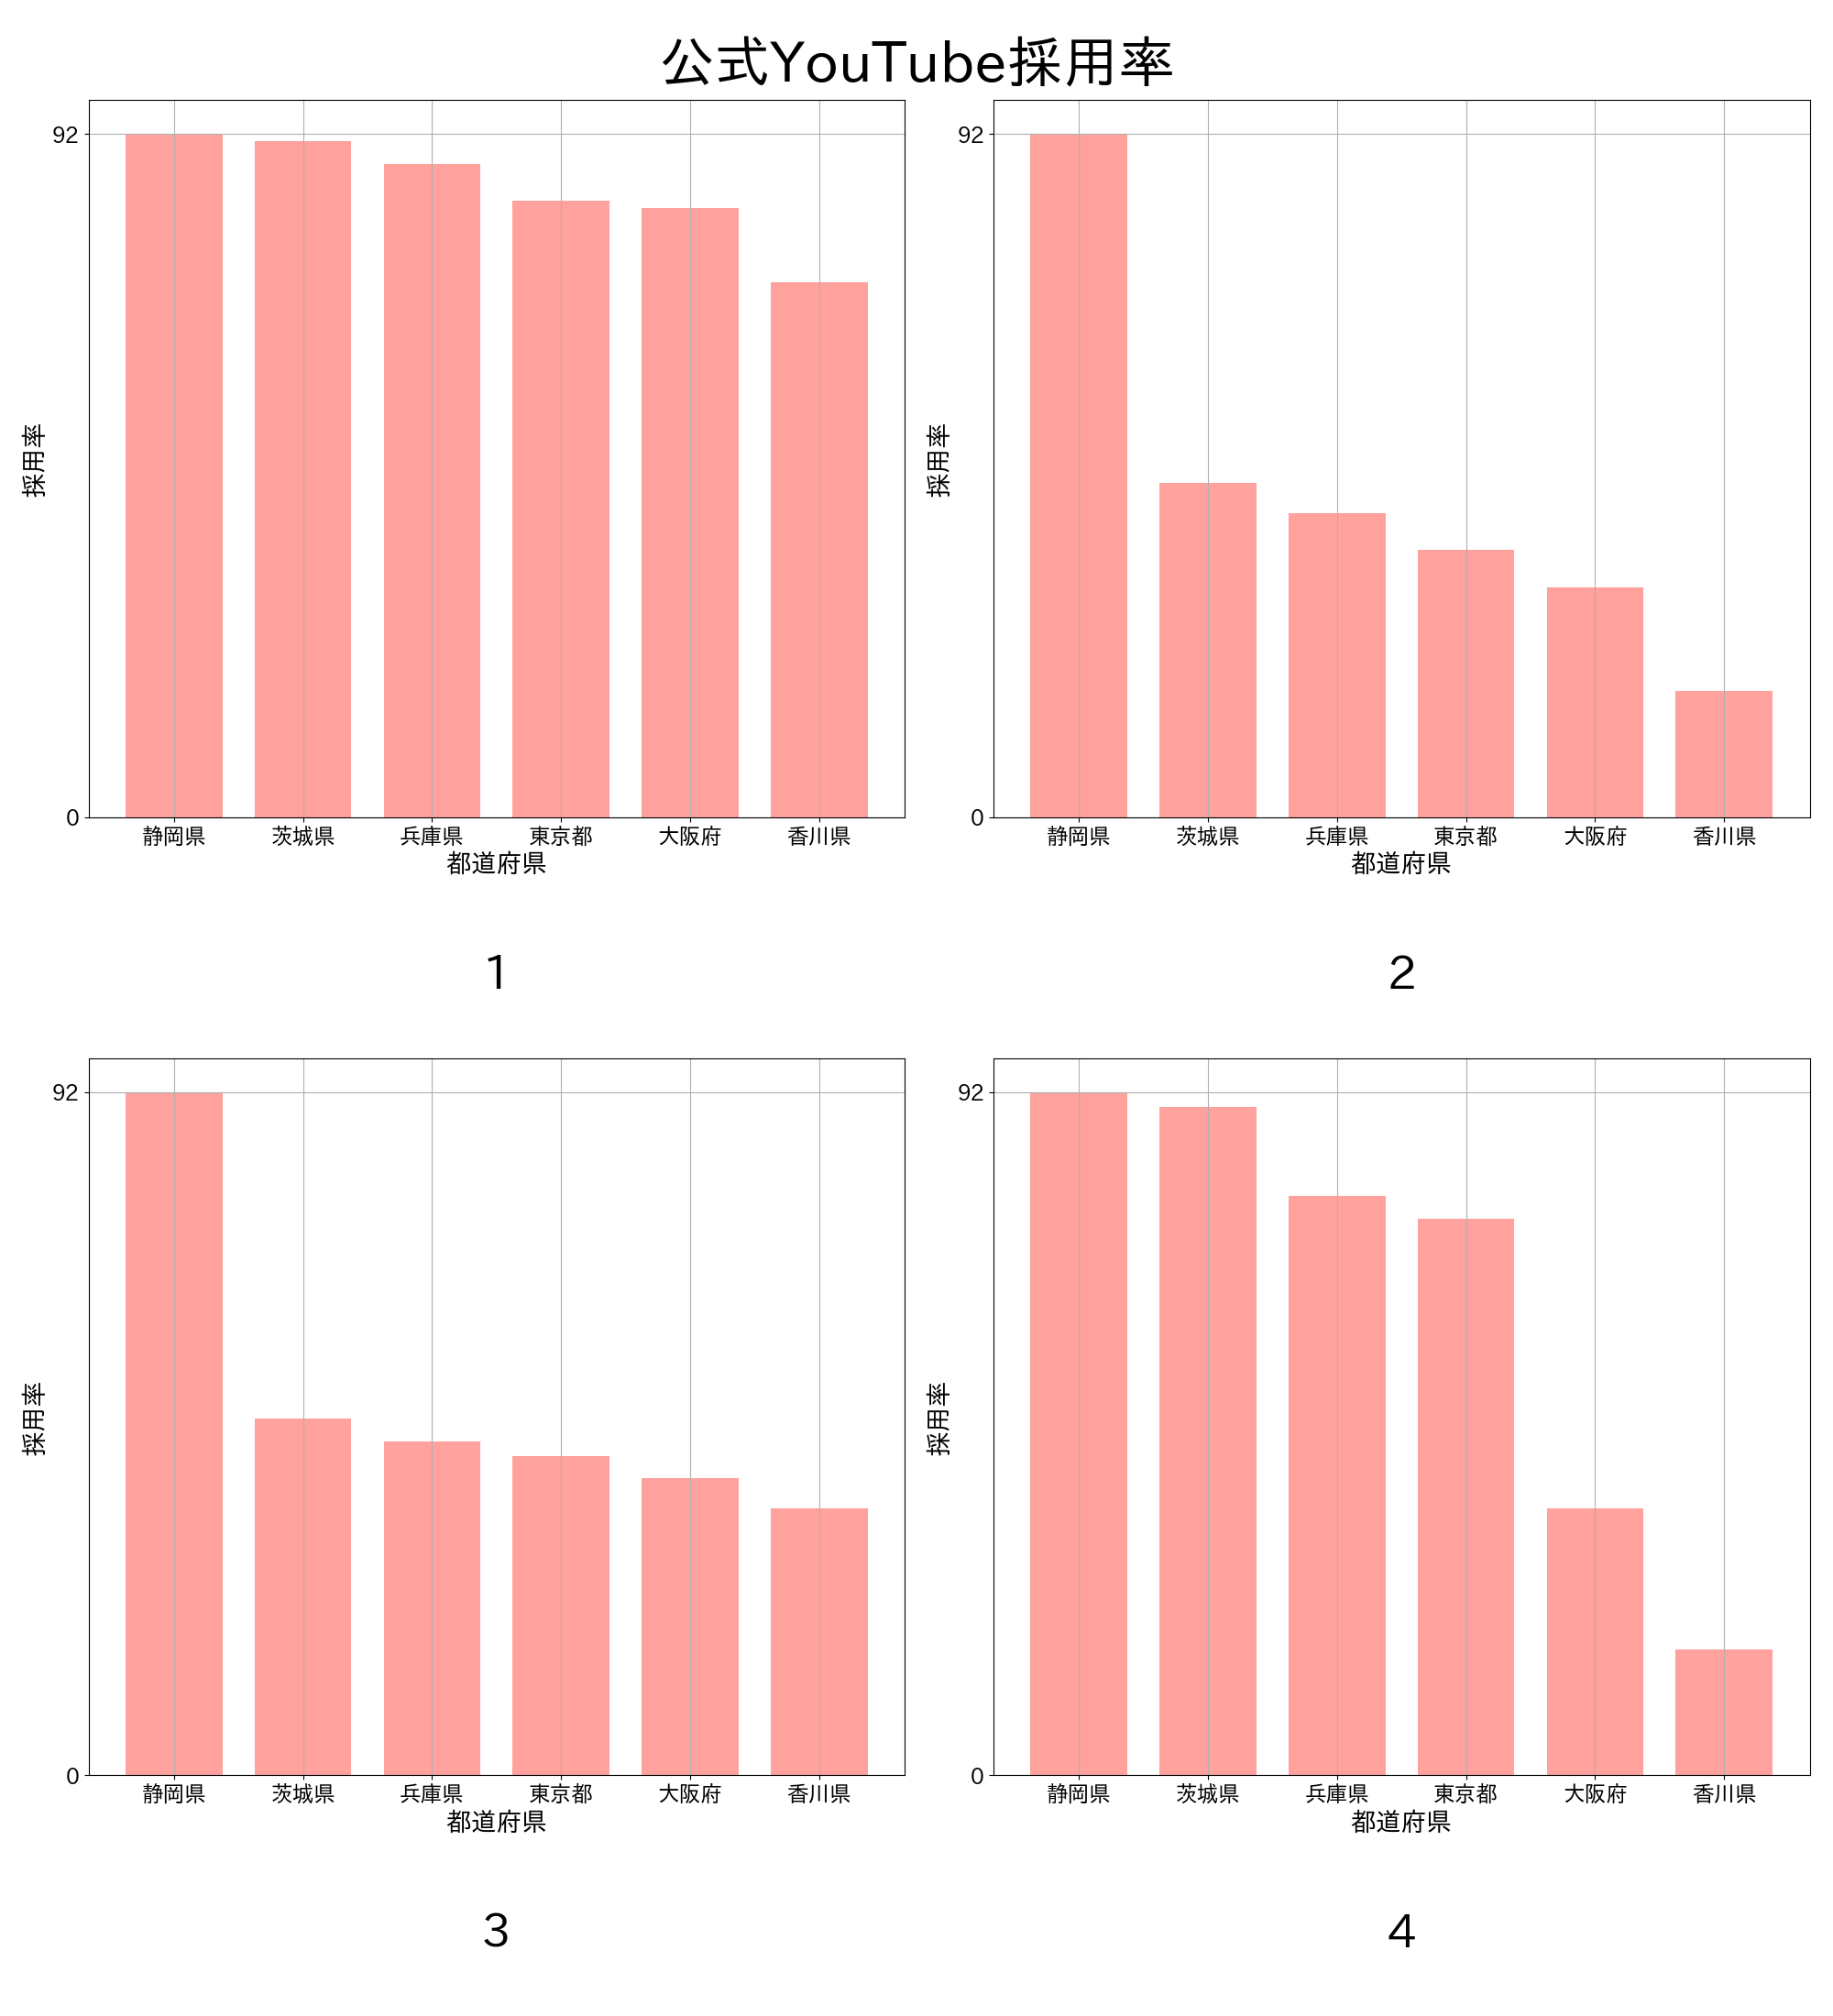 公式YouTube採用率
92
0
採用率
静岡県 茨城県 兵庫県 東京都 大阪府 香川県
都道府県
1
92
0
採用率
静岡県 茨城県 兵庫県 東京都 大阪府 香川県
都道府県
2
92
0
採用率
静岡県 茨城県 兵庫県 東京都 大阪府 香川県
都道府県
3
92
0
採用率
静岡県 茨城県 兵庫県 東京都 大阪府 香川県
都道府県
4